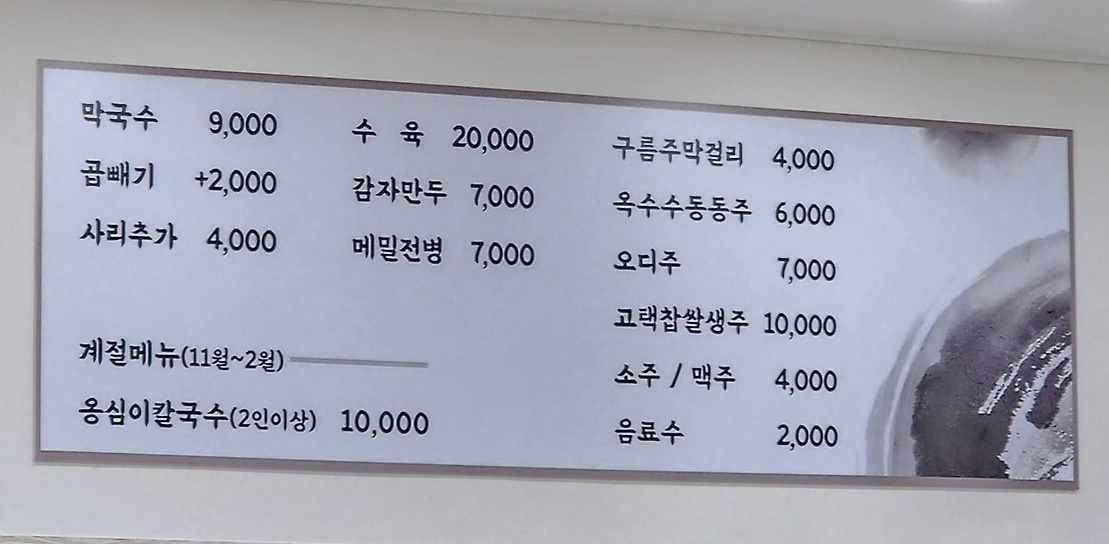 막국수 9,000
곱빼기 +2,000
사리추가 4,000
계절메뉴(11월~2월)
옹심이칼국수(2인이상) 10,000
수 육 20,000
감자만두 7,000
메밀전병 7,000
구름주막걸리 4,000
옥수수동동주 6,000
오디주 7,000
고택찹쌀생주 10,000
소주 / 맥주 4,000
음료수 2,000